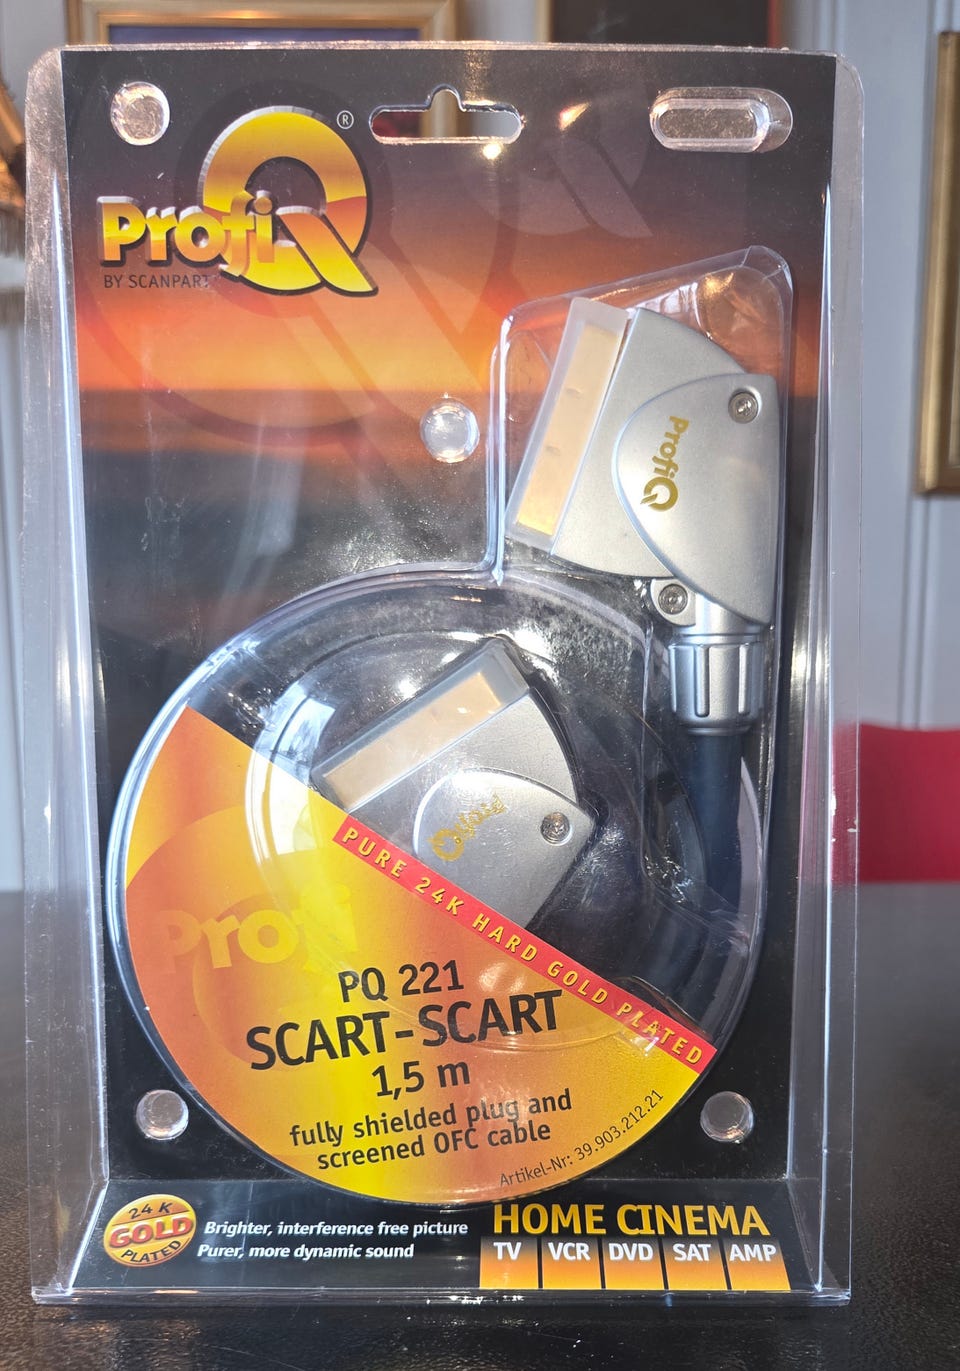 ProfiQ®
BY SCANPART
ProfiQ
ProfiQ
PURE 24K HARD GOLD PLATED
Profi
PQ 221
SCART-SCART
1,5 m
fully shielded plug and
screened OFC cable
Artikel-Nr: 39.903.212.21
24 K
GOLD
PLATED
Brighter, interference free picture
Purer, more dynamic sound
HOME CINEMA
TV VCR DVD SAT AMP